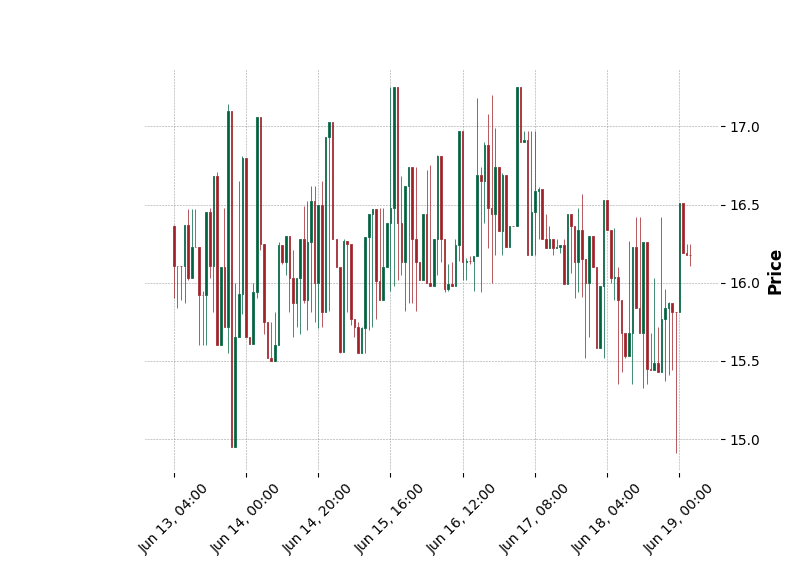 17.0
16.5
16.0
15.5
15.0
Price
Jun 13, 04:00
Jun 14, 00:00
Jun 14, 20:00
Jun 15, 16:00
Jun 16, 12:00
Jun 17, 08:00
Jun 18, 04:00
Jun 19, 00:00